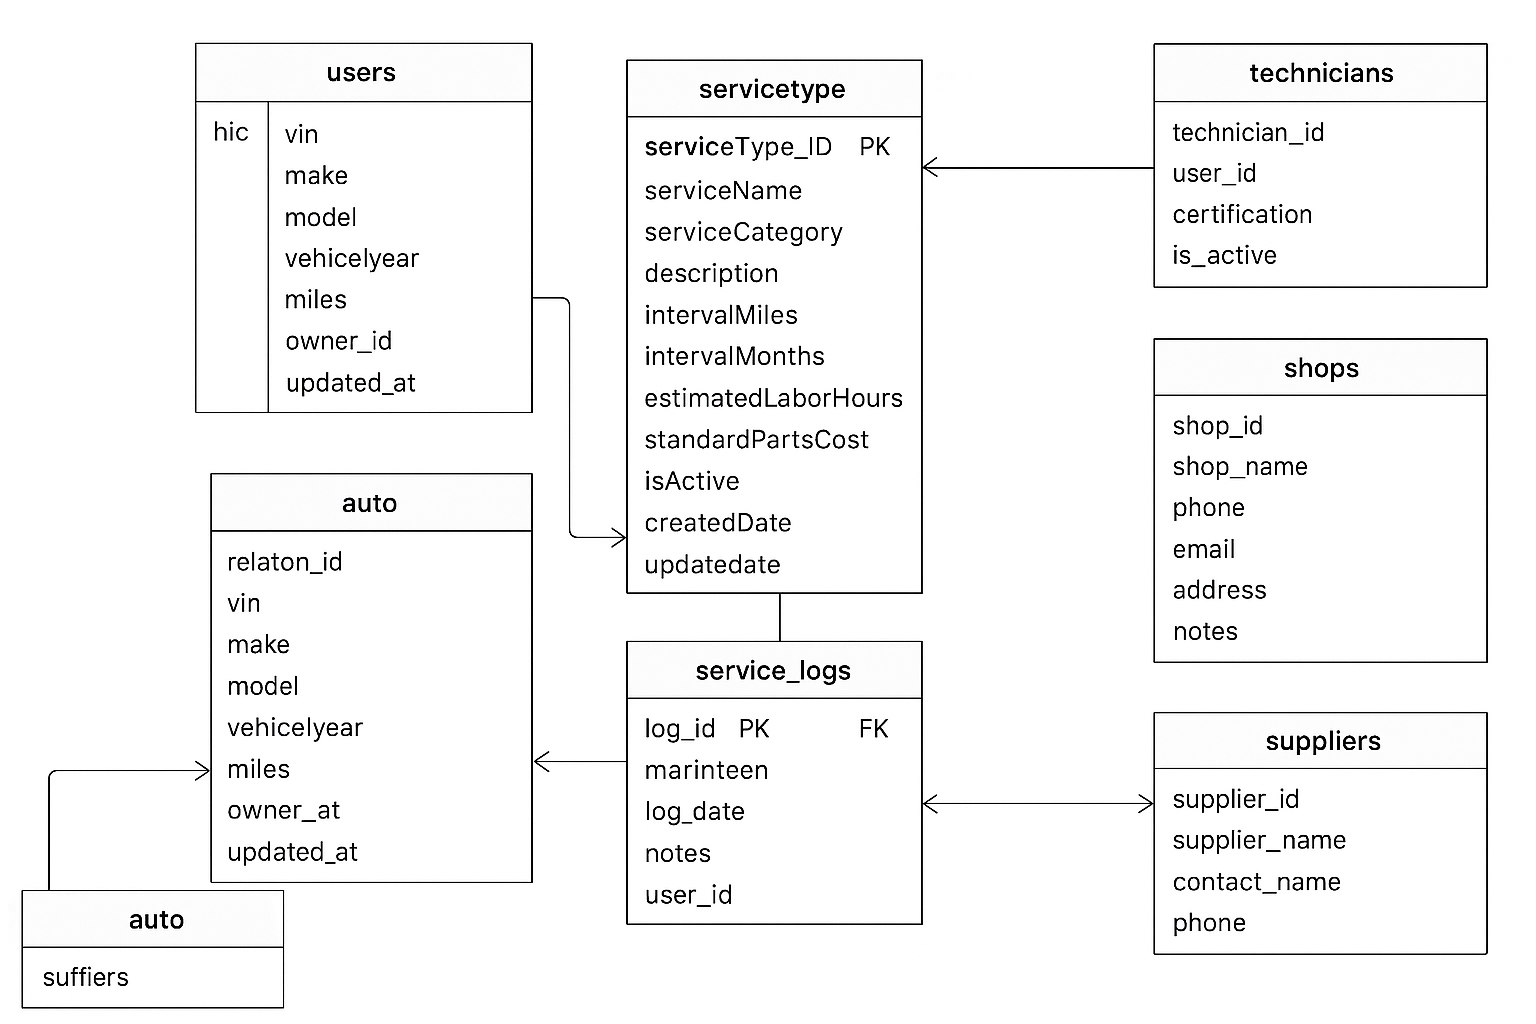 users
hic
vin
make
model
vehicelyear
miles
owner_id
updated_at
auto
relaton_id
vin
make
model
vehicelyear
miles
owner_at
updated_at
auto
suffiers
servicetype
serviceType_ID PK
serviceName
serviceCategory
description
intervalMiles
intervalMonths
estimatedLaborHours
standardPartsCost
isActive
createdDate
updatedate
service_logs
log_id PK FK
marinteen
log_date
notes
user_id
technicians
technician_id
user_id
certification
is_active
shops
shop_id
shop_name
phone
email
address
notes
suppliers
supplier_id
supplier_name
contact_name
phone